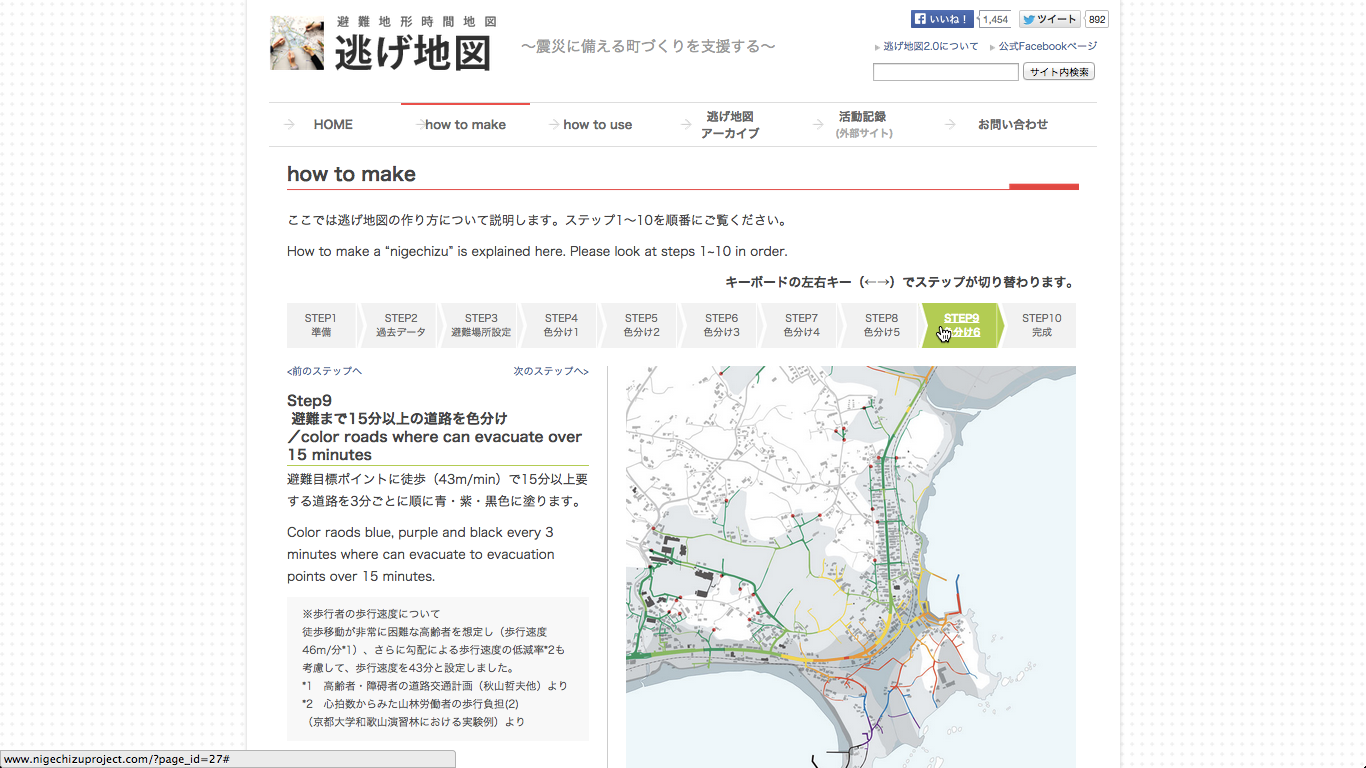 避難地形時間地図
逃げ地図
〜震災に備える町づくりを支援する〜
いいね！
1,454
ツイート
892
逃げ地図2.0について
公式Facebookページ
サイト内検索
HOME
how to make
how to use
逃げ地図
アーカイブ
活動記録
(外部サイト)
お問い合わせ
how to make
ここでは逃げ地図の作り方について説明します。ステップ1〜10を順番にご覧ください。
How to make a “nigechizu” is explained here. Please look at steps 1~10 in order.
キーボードの左右キー（←→）でステップが切り替わります。
STEP1
準備
STEP2
過去データ
STEP3
避難場所設定
STEP4
色分け1
STEP5
色分け2
STEP6
色分け3
STEP7
色分け4
STEP8
色分け5
STEP9
分け6
STEP10
完成
<前のステップへ
次のステップへ>
Step9
避難まで15分以上の道路を色分け
／color roads where can evacuate over
15 minutes
避難目標ポイントに徒歩（43m/min）で15分以上要
する道路を3分ごとに順に青・紫・黒色に塗ります。
Color raods blue, purple and black every 3
minutes where can evacuate to evacuation
points over 15 minutes.
※歩行者の歩行速度について
徒歩移動が非常に困難な高齢者を想定し（歩行速度
46m/分*1）、さらに勾配による歩行速度の低減率*2も
考慮して、歩行速度を43分と設定しました。
*1　高齢者・障碍者の道路交通計画（秋山哲夫他）より
*2　心拍数からみた山林労働者の歩行負担(2)
（京都大学和歌山演習林における実験例）より
www.nigechizuproject.com/?page_id=27#